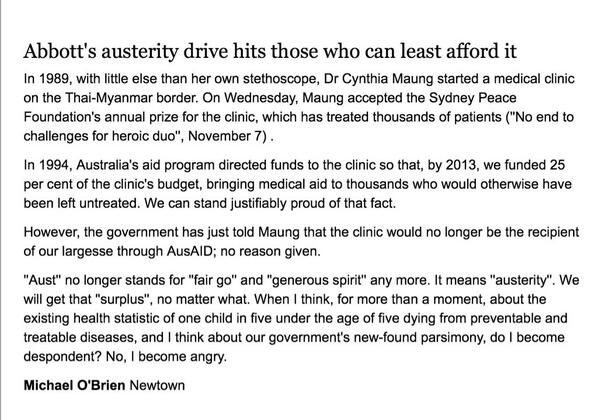 Abbott's austerity drive hits those who can least afford it
In 1989, with little else than her own stethoscope, Dr Cynthia Maung started a medical clinic
on the Thai-Myanmar border. On Wednesday, Maung accepted the Sydney Peace
Foundation's annual prize for the clinic, which has treated thousands of patients ("No end to
challenges for heroic duo", November 7) .
In 1994, Australia's aid program directed funds to the clinic so that, by 2013, we funded 25
per cent of the clinic's budget, bringing medical aid to thousands who would otherwise have
been left untreated. We can stand justifiably proud of that fact.
However, the government has just told Maung that the clinic would no longer be the recipient
of our largesse through AusAID; no reason given.
"Aust" no longer stands for "fair go" and "generous spirit" any more. It means "austerity". We
will get that "surplus", no matter what. When I think, for more than a moment, about the
existing health statistic of one child in five under the age of five dying from preventable and
treatable diseases, and I think about our government's new-found parsimony, do I become
despondent? No, I become angry.
Michael O'Brien Newtown